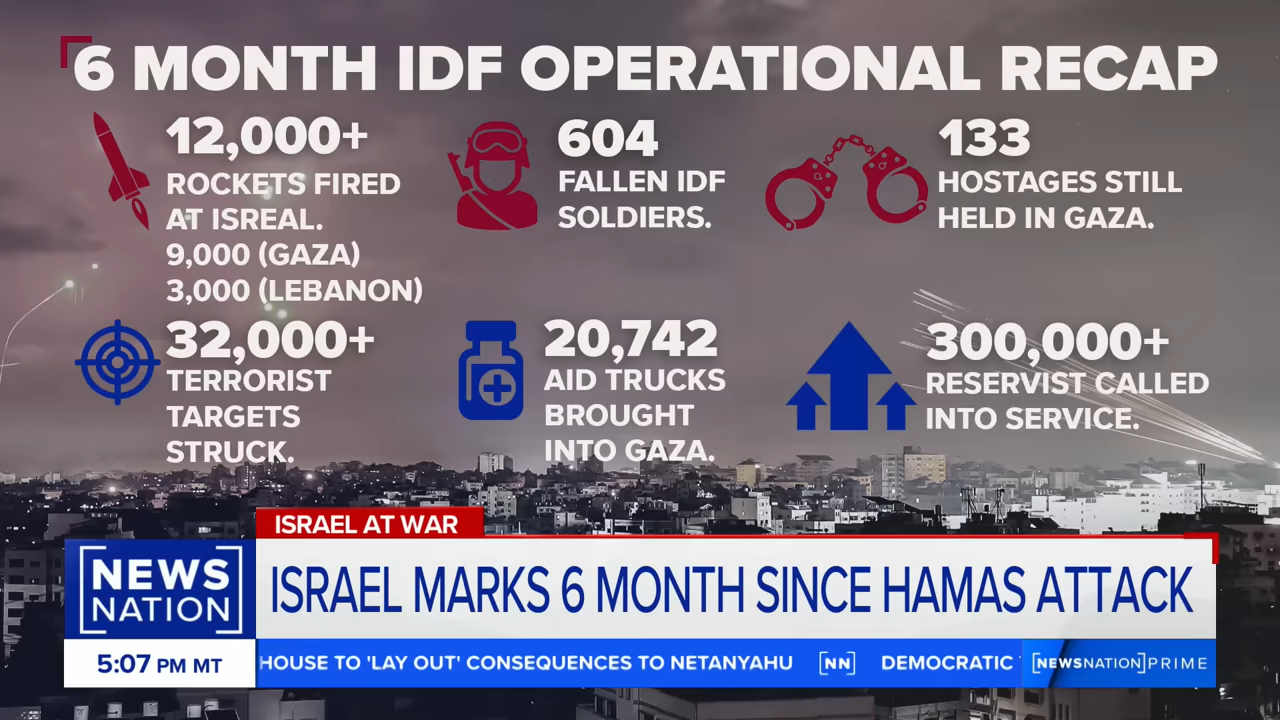 6 MONTH IDF OPERATIONAL RECAP
12,000+
ROCKETS FIRED
AT ISREAL.
9,000 (GAZA)
3,000 (LEBANON)
604
FALLEN IDF
SOLDIERS.
133
HOSTAGES STILL
HELD IN GAZA.
32,000+
TERRORIST
TARGETS
STRUCK.
20,742
AID TRUCKS
BROUGHT
INTO GAZA.
300,000+
RESERVIST CALLED
INTO SERVICE.
ISRAEL AT WAR
NEWS
NATION
ISRAEL MARKS 6 MONTH SINCE HAMAS ATTACK
5:07 PM MT
HOUSE TO 'LAY OUT' CONSEQUENCES TO NETANYAHU [NN] DEMOCRATIC
[NEWSNATION]PRIME